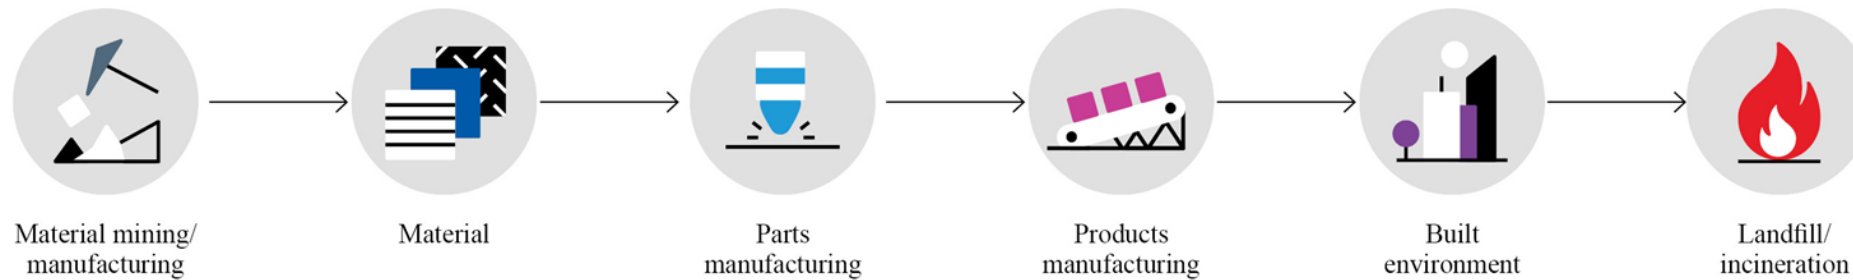 Material mining/
manufacturing
Material
Parts
manufacturing
Products
manufacturing
Built
environment
Landfill/
incineration